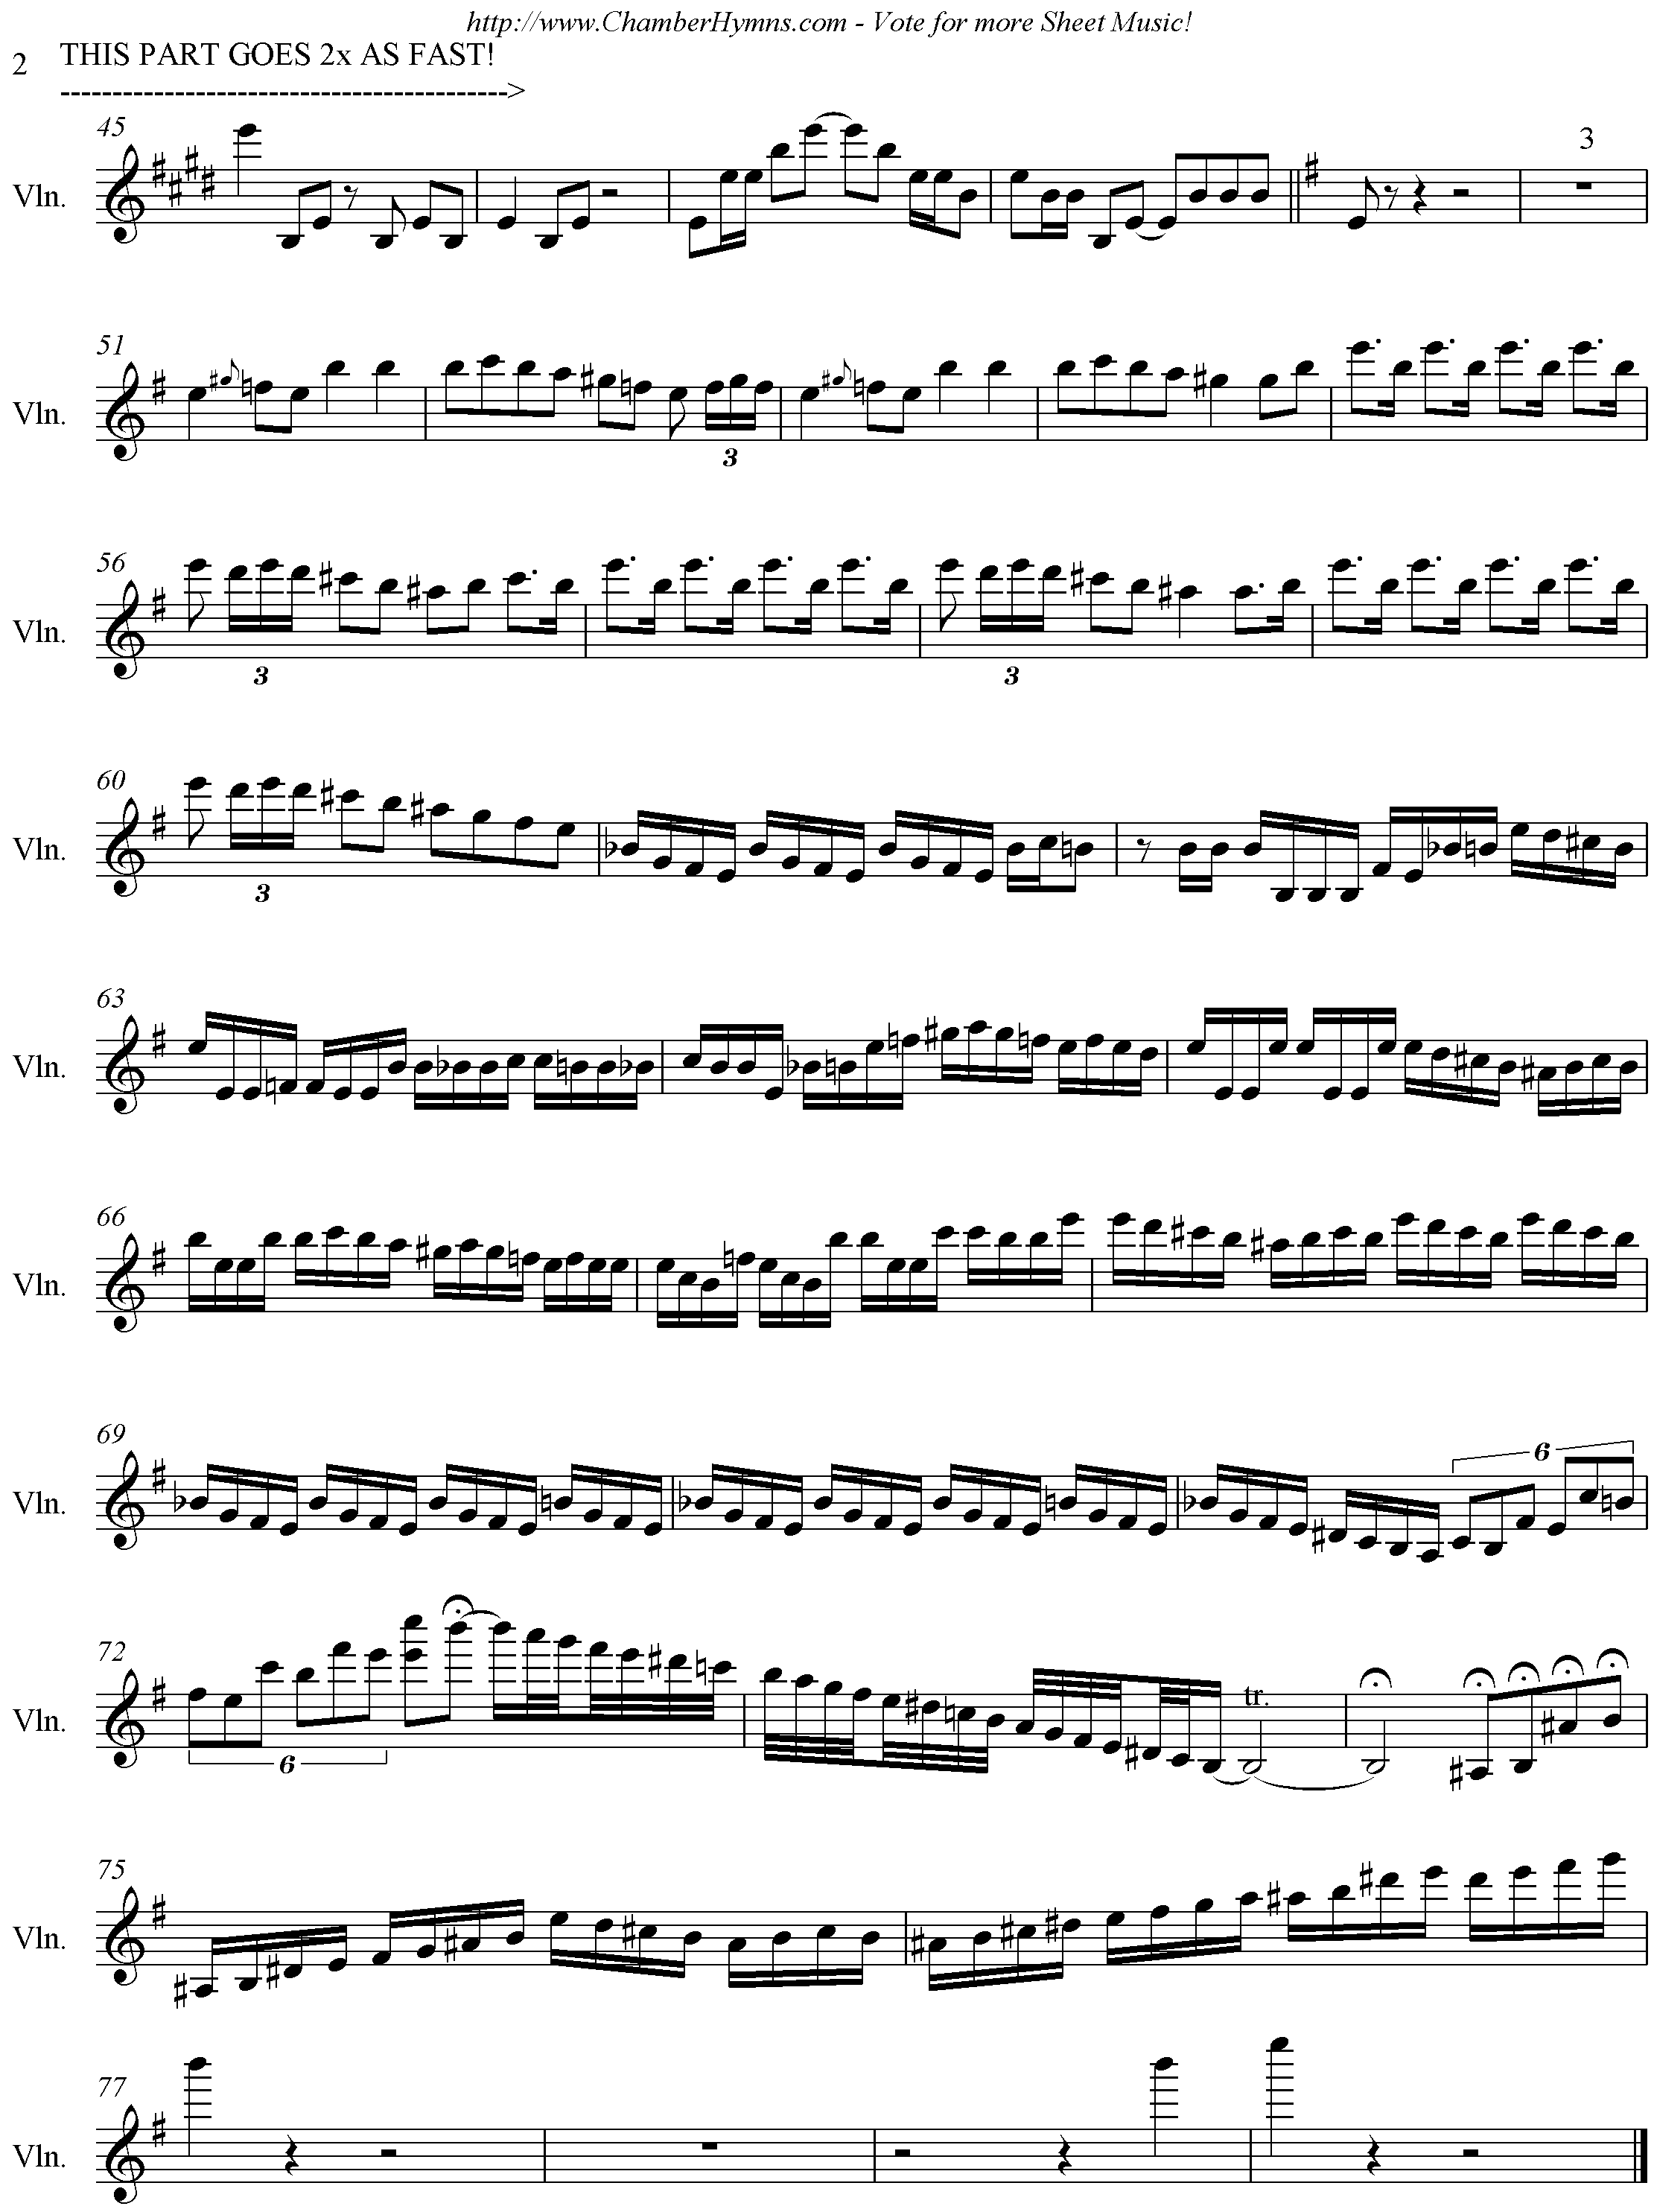 http://www.ChamberHymns.com - Vote for more Sheet Music!
2 THIS PART GOES 2x AS FAST!
------------------------------------------->
45
Vln.
3
51
Vln.
3
56
Vln.
3 3
60
Vln.
3
63
Vln.
66
Vln.
69
Vln.
6
72
Vln.
6
tr.
75
Vln.
77
Vln.